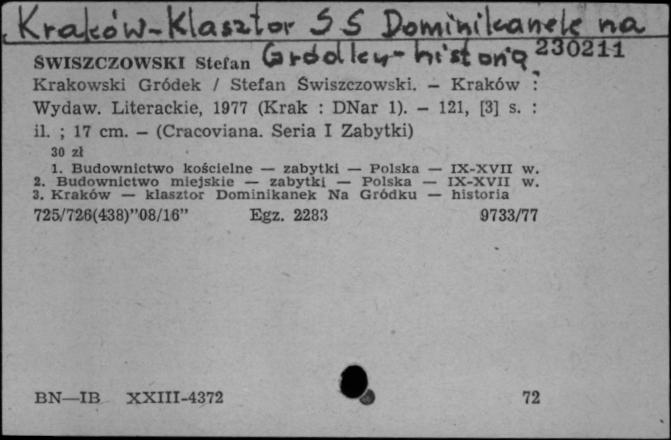 Kraków-Klasztor SS Dominikanek na
Gródku-historia 230211
ŚWISZCZOWSKI Stefan
Krakowski Gródek / Stefan Świszczowski. – Kraków :
Wydaw. Literackie, 1977 (Krak : DNar 1). – 121, [3] s. :
il. ; 17 cm. – (Cracoviana. Seria I Zabytki)
30 zł
1. Budownictwo kościelne — zabytki — Polska — IX-XVII w.
2. Budownictwo miejskie — zabytki — Polska — IX-XVII w.
3. Kraków — klasztor Dominikanek Na Gródku — historia
725/726(438)"08/16" Egz. 2283 9733/77
BN—IB XXIII-4372 72